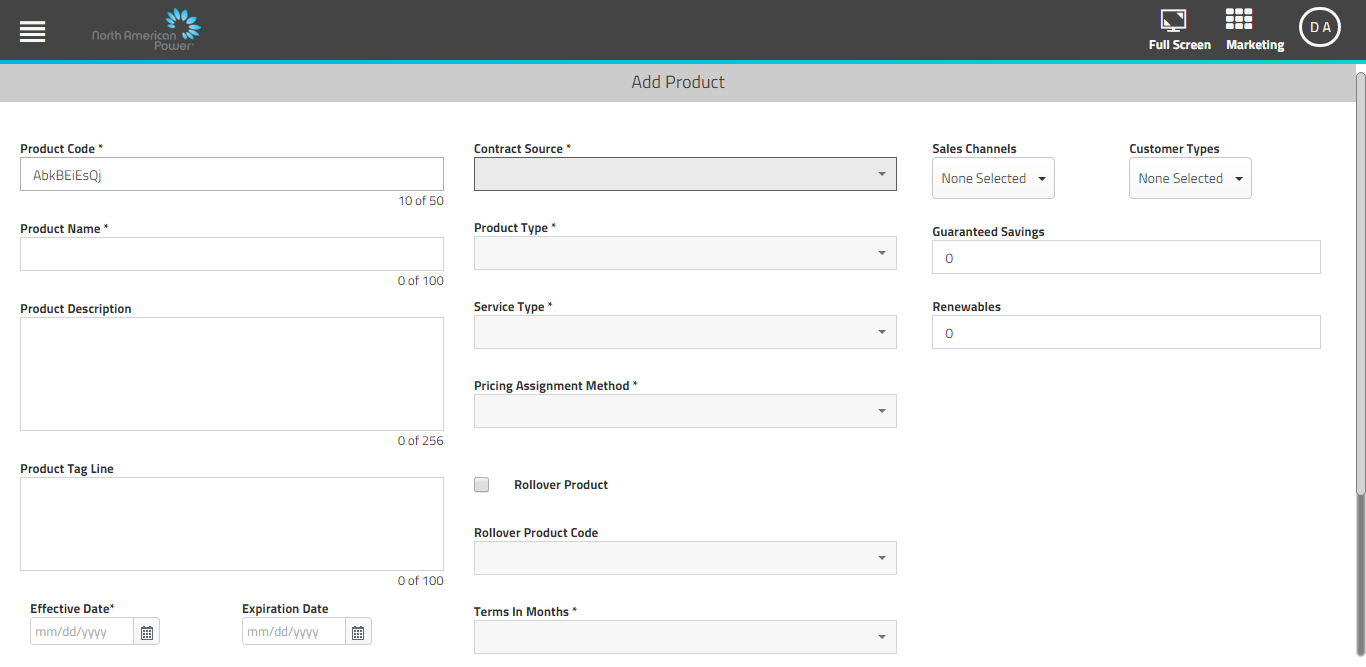 North American
Power
Full Screen
Marketing
D A
Add Product
Product Code *
AbkBEiEsQj
10 of 50
Product Name *
0 of 100
Product Description
0 of 256
Product Tag Line
0 of 100
Effective Date*
mm/dd/yyyy
Expiration Date
mm/dd/yyyy
Contract Source *
Product Type *
Service Type *
Pricing Assignment Method *
Rollover Product
Rollover Product Code
Terms In Months *
Sales Channels
None Selected
Customer Types
None Selected
Guaranteed Savings
0
Renewables
0